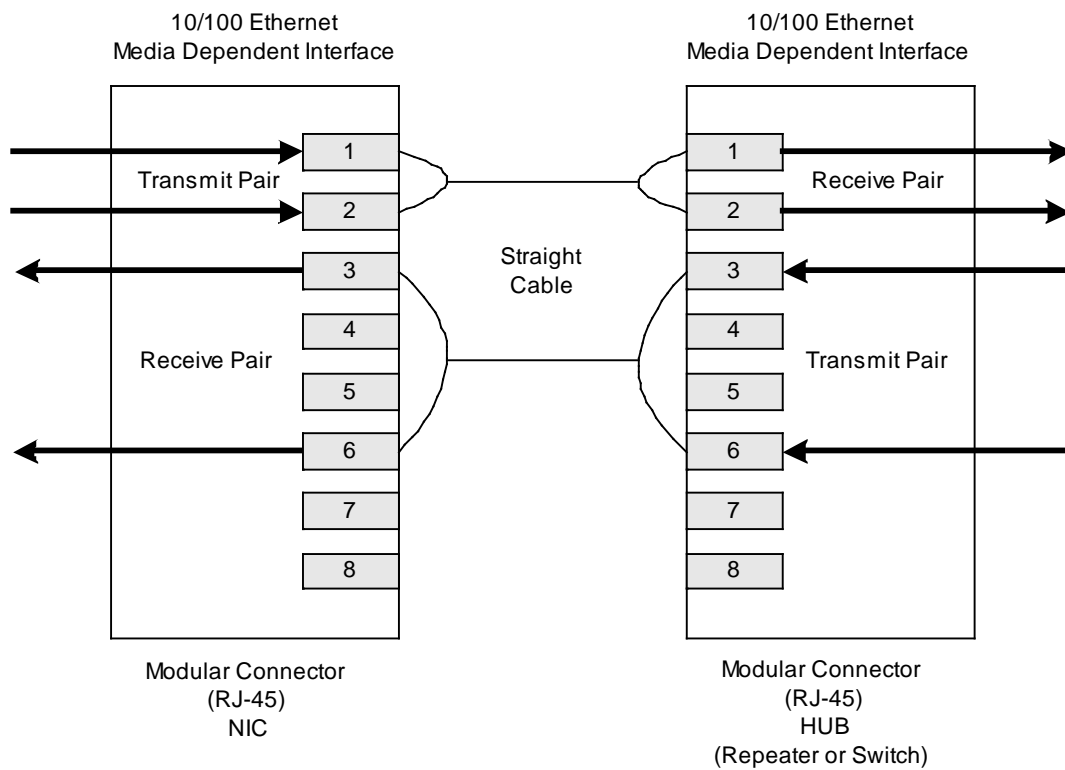 10/100 Ethernet
Media Dependent Interface
10/100 Ethernet
Media Dependent Interface
1
Transmit Pair
2
3
4
Receive Pair
5
6
7
8
Straight
Cable
1
Receive Pair
2
3
4
Transmit Pair
5
6
7
8
Modular Connector
(RJ-45)
NIC
Modular Connector
(RJ-45)
HUB
(Repeater or Switch)